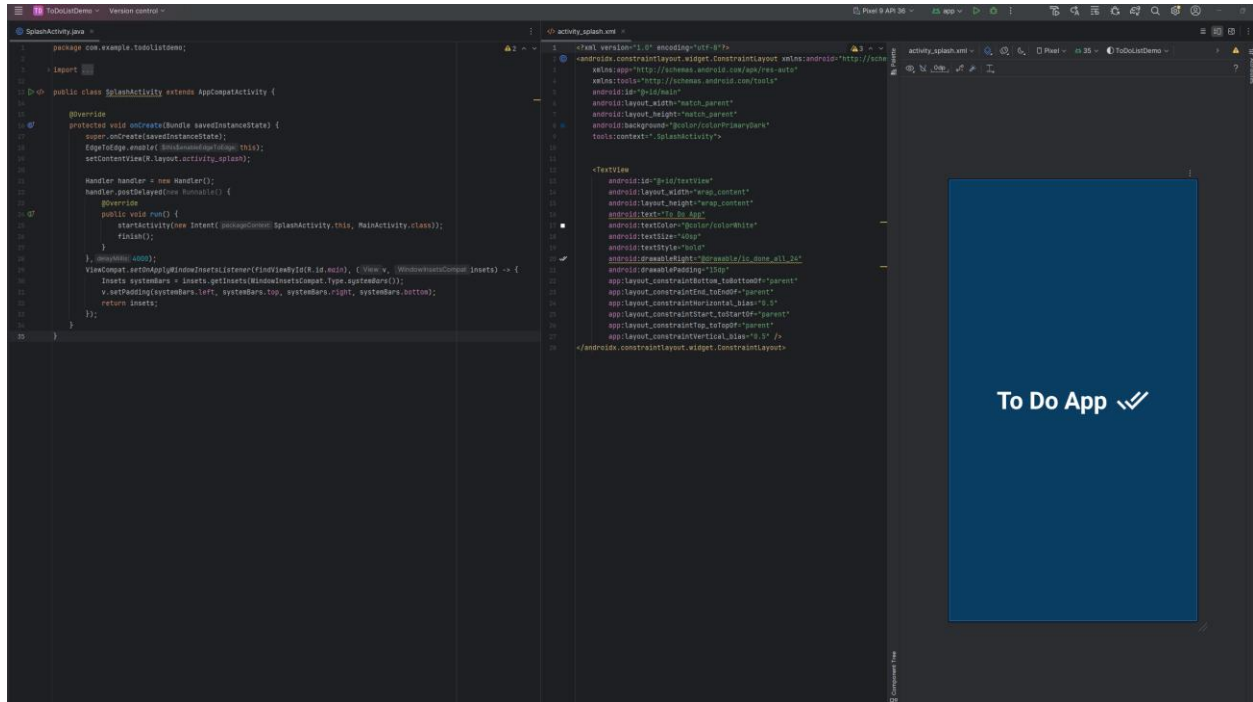 ToDoListDemo Version control
Pixel 9 API 36 app
SplashActivity.java
package com.example.todolistdemo;
import ...
public class SplashActivity extends AppCompatActivity {
@Override
protected void onCreate(Bundle savedInstanceState) {
super.onCreate(savedInstanceState);
EdgeToEdge.enable( $this$enableEdgeToEdge: this);
setContentView(R.layout.activity_splash);
Handler handler = new Handler();
handler.postDelayed(new Runnable() {
@Override
public void run() {
startActivity(new Intent( packageContext: SplashActivity.this, MainActivity.class));
finish();
}
}, delayMillis: 4000);
ViewCompat.setOnApplyWindowInsetsListener(findViewById(R.id.main), ( View v, WindowInsetsCompat insets) -> {
Insets systemBars = insets.getInsets(WindowInsetsCompat.Type.systemBars());
v.setPadding(systemBars.left, systemBars.top, systemBars.right, systemBars.bottom);
return insets;
});
}
35 }
activity_splash.xml
<?xml version="1.0" encoding="utf-8"?>
<androidx.constraintlayout.widget.ConstraintLayout xmlns:android="http://sche
xmlns:app="http://schemas.android.com/apk/res-auto"
xmlns:tools="http://schemas.android.com/tools"
android:id="@+id/main"
android:layout_width="match_parent"
android:layout_height="match_parent"
android:background="@color/colorPrimaryDark"
tools:context=".SplashActivity">
<TextView
android:id="@+id/textView"
android:layout_width="wrap_content"
android:layout_height="wrap_content"
android:text="To Do App"
android:textColor="@color/colorWhite"
android:textSize="40sp"
android:textStyle="bold"
android:drawableRight="@drawable/ic_done_all_24"
android:drawablePadding="15dp"
app:layout_constraintBottom_toBottomOf="parent"
app:layout_constraintEnd_toEndOf="parent"
app:layout_constraintHorizontal_bias="0.5"
app:layout_constraintStart_toStartOf="parent"
app:layout_constraintTop_toTopOf="parent"
app:layout_constraintVertical_bias="0.5" />
</androidx.constraintlayout.widget.ConstraintLayout>
Palette
Component Tree
activity_splash.xml Pixel 35 ToDoListDemo
0dp
To Do App